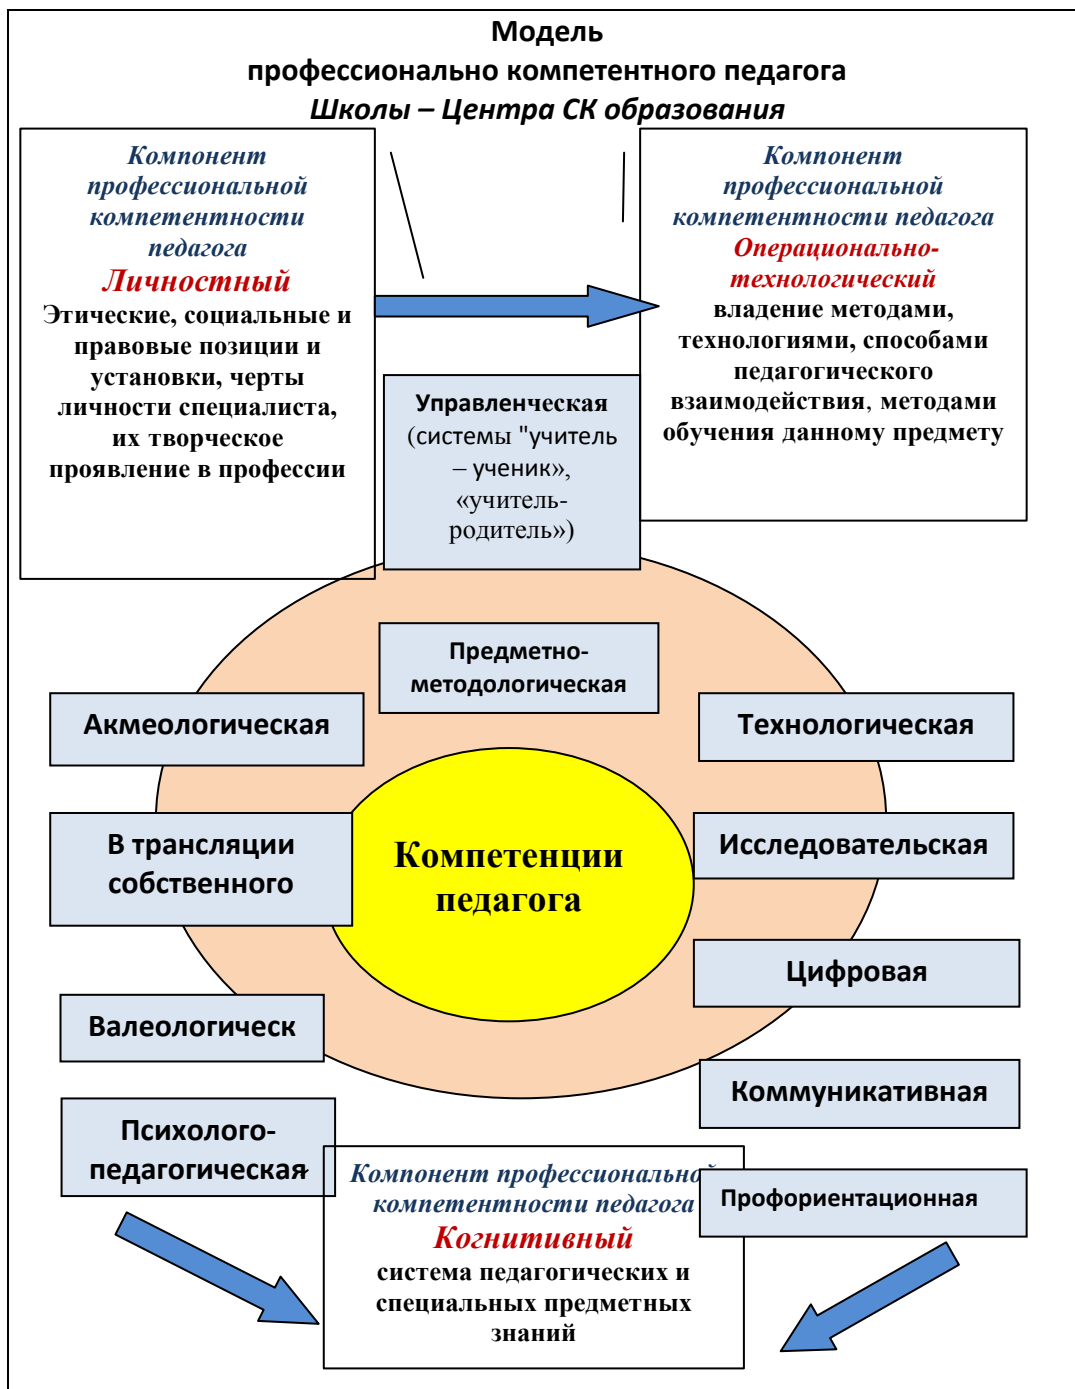 Модель
профессионально компетентного педагога
Школы – Центра СК образования
Компонент
профессиональной
компетентности
педагога
Личностный
Этические, социальные и
правовые позиции и
установки, черты
личности специалиста,
их творческое
проявление в профессии
Компонент
профессиональной
компетентности педагога
Операционально-
технологический
владение методами,
технологиями, способами
педагогического
взаимодействия, методами
обучения данному предмету
Управленческая
(системы "учитель
– ученик»,
«учитель-
родитель»)
Предметно-
методологическая
Акмеологическая
Технологическая
В трансляции
собственного
Исследовательская
Компетенции
педагога
Цифровая
Валеологическ
Коммуникативная
Психолого-
педагогическая
Компонент профессиональной
компетентности педагога
Когнитивный
система педагогических и
специальных предметных
знаний
Профориентационная